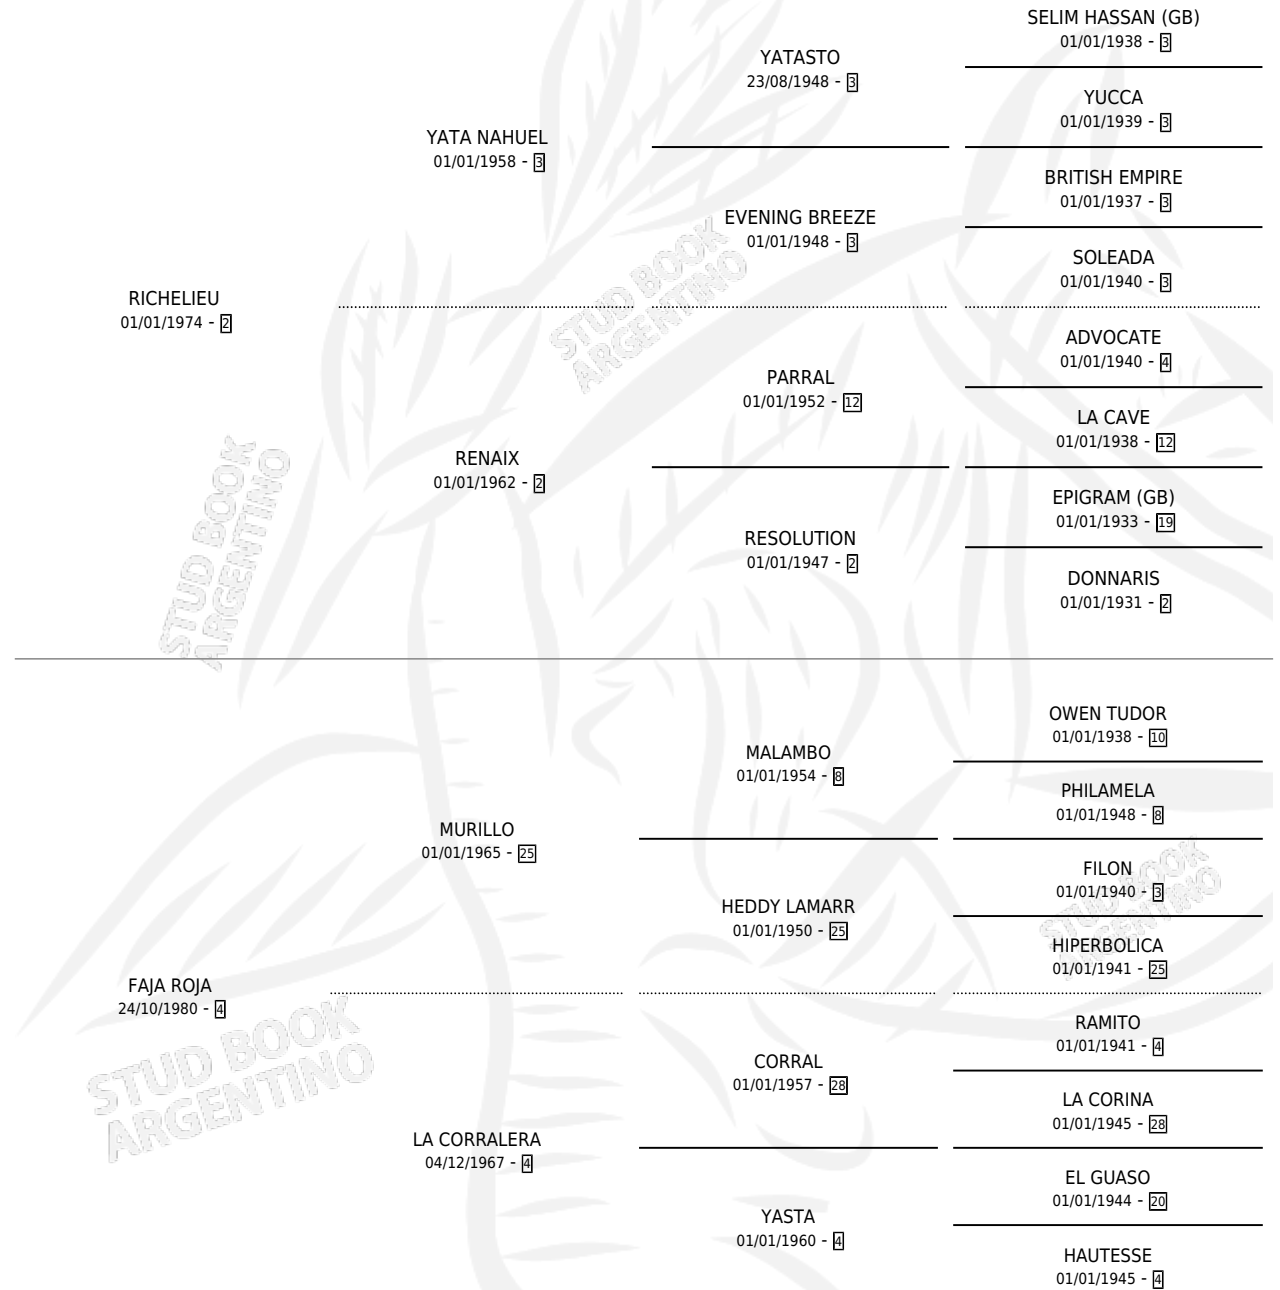 SELIM HASSAN (GB)
01/01/1938 - 3
YATASTO
23/08/1948 - 3
YUCCA
01/01/1939 - 3
YATA NAHUEL
01/01/1958 - 3
BRITISH EMPIRE
01/01/1937 - 3
EVENING BREEZE
01/01/1948 - 3
SOLEADA
01/01/1940 - 3
RICHELIEU
01/01/1974 - 2
ADVOCATE
01/01/1940 - 4
PARRAL
01/01/1952 - 12
LA CAVE
01/01/1938 - 12
RENAIX
01/01/1962 - 2
EPIGRAM (GB)
01/01/1933 - 19
RESOLUTION
01/01/1947 - 2
DONNARIS
01/01/1931 - 2
OWEN TUDOR
01/01/1938 - 10
MALAMBO
01/01/1954 - 8
PHILAMELA
01/01/1948 - 8
MURILLO
01/01/1965 - 25
FILON
01/01/1940 - 3
HEDDY LAMARR
01/01/1950 - 25
HIPERBOLICA
01/01/1941 - 25
FAJA ROJA
24/10/1980 - 4
RAMITO
01/01/1941 - 4
CORRAL
01/01/1957 - 28
LA CORINA
01/01/1945 - 28
LA CORRALERA
04/12/1967 - 4
EL GUASO
01/01/1944 - 20
YASTA
01/01/1960 - 4
HAUTESSE
01/01/1945 - 4
STUD BOOK
ARGENTINO
STUD BOOK
ARGENTINO
STUD BOOK
ARGENTINO
STUD BOOK
ARGENTINO